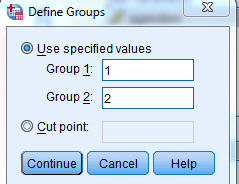 Define Groups
Use specified values
Group 1: 1
Group 2: 2
Cut point:
Continue Cancel Help